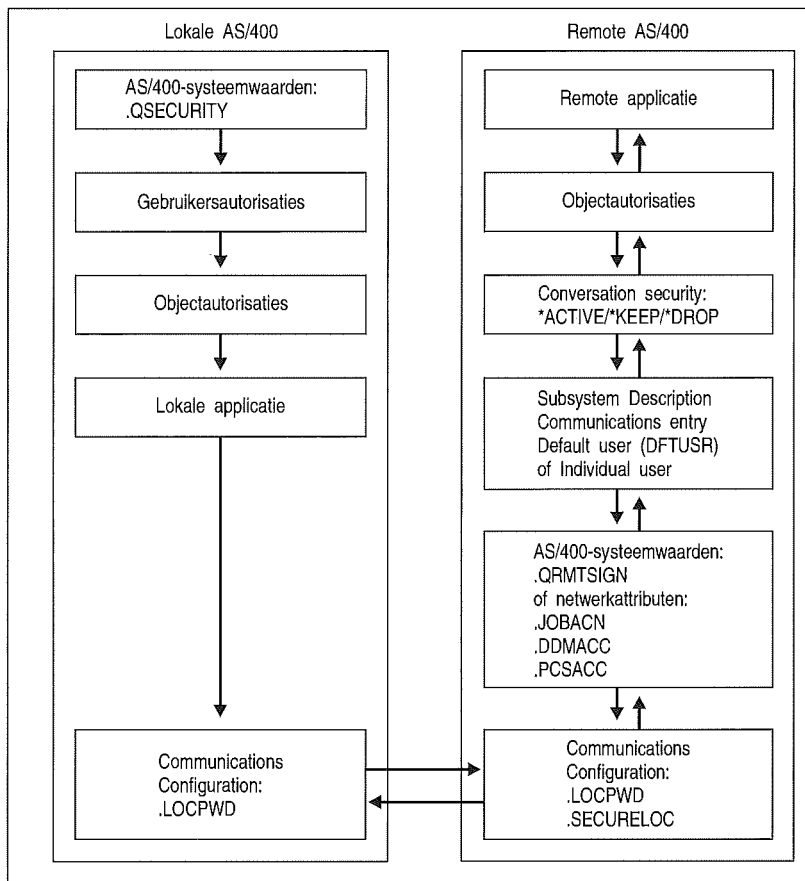 Lokale AS/400
AS/400-systeemwaarden:
.QSECURITY
Gebruikersautorisaties
Objectautorisaties
Lokale applicatie
Communications
Configuration:
.LOCPWD
Remote AS/400
Remote applicatie
Objectautorisaties
Conversation security:
*ACTIVE/*KEEP/*DROP
Subsystem Description
Communications entry
Default user (DFTUSR)
of Individual user
AS/400-systeemwaarden:
.QRMTSIGN
of netwerkattributen:
.JOBACN
.DDMACC
.PCSACC
Communications
Configuration:
.LOCPWD
.SECURELOC